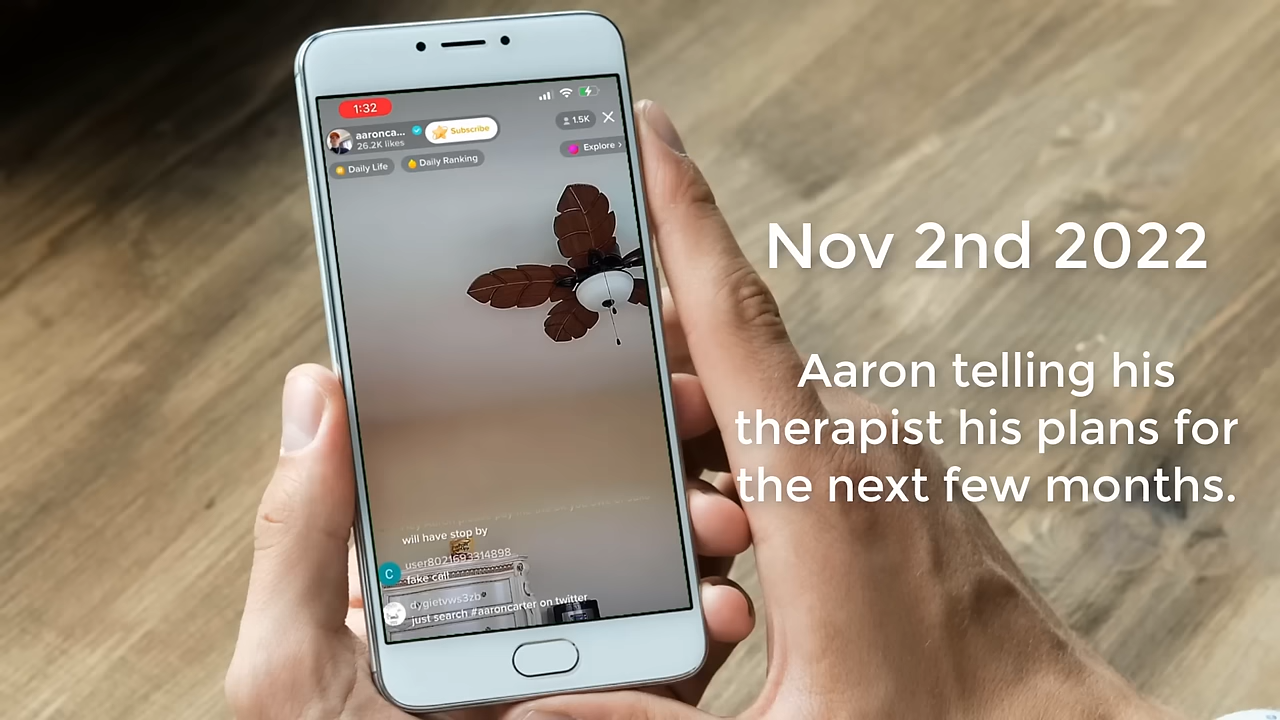 1:32
aaronca...
26.2K likes
Subscribe
1.5K
Explore ›
Daily Life
Daily Ranking
will have stop by
user8021693314898
C
fake call
dygietvws3zb
just search #aaroncarter on twitter
Nov 2nd 2022
Aaron telling his
therapist his plans for
the next few months.